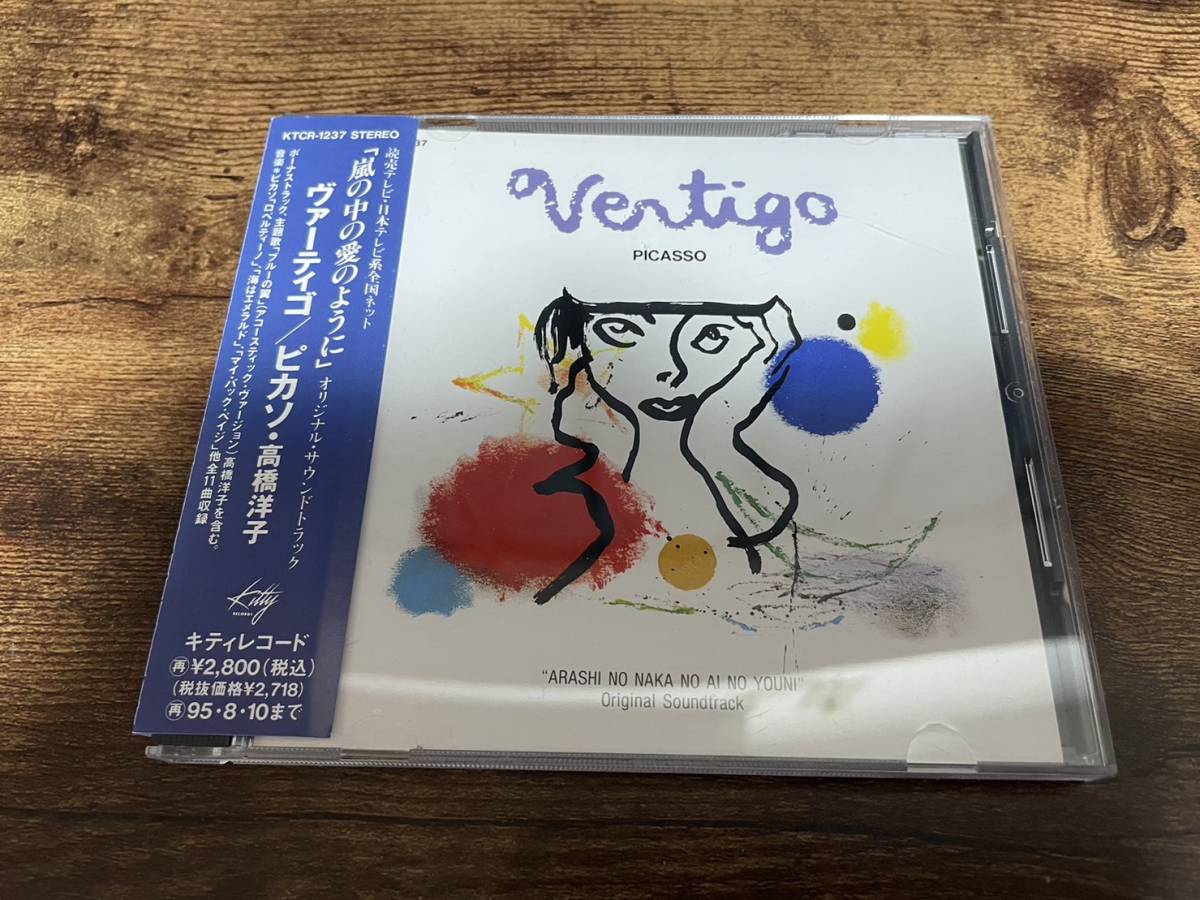 KTCR-1237 STEREO
読売テレビ・日本テレビ系全国ネット
「嵐の中の愛のように」オリジナル・サウンドトラック
ヴァーティゴ/ピカソ・高橋洋子
ボーナストラック、主題歌「ブルーの翼」(アコースティック・ヴァージョン)高橋洋子を含む。
音楽＊ピカソ、「ロベルティーノ」、「海はエメラルド」、「マイ・バック・ペイジ」他全11曲収録
Kitty
RECORDS
キティレコード
再¥2,800(税込)
(税抜価格¥2,718)
再95・8・10まで
37
Vertigo
PICASSO
"ARASHI NO NAKA NO AI NO YOUNI"
Original Soundtrack